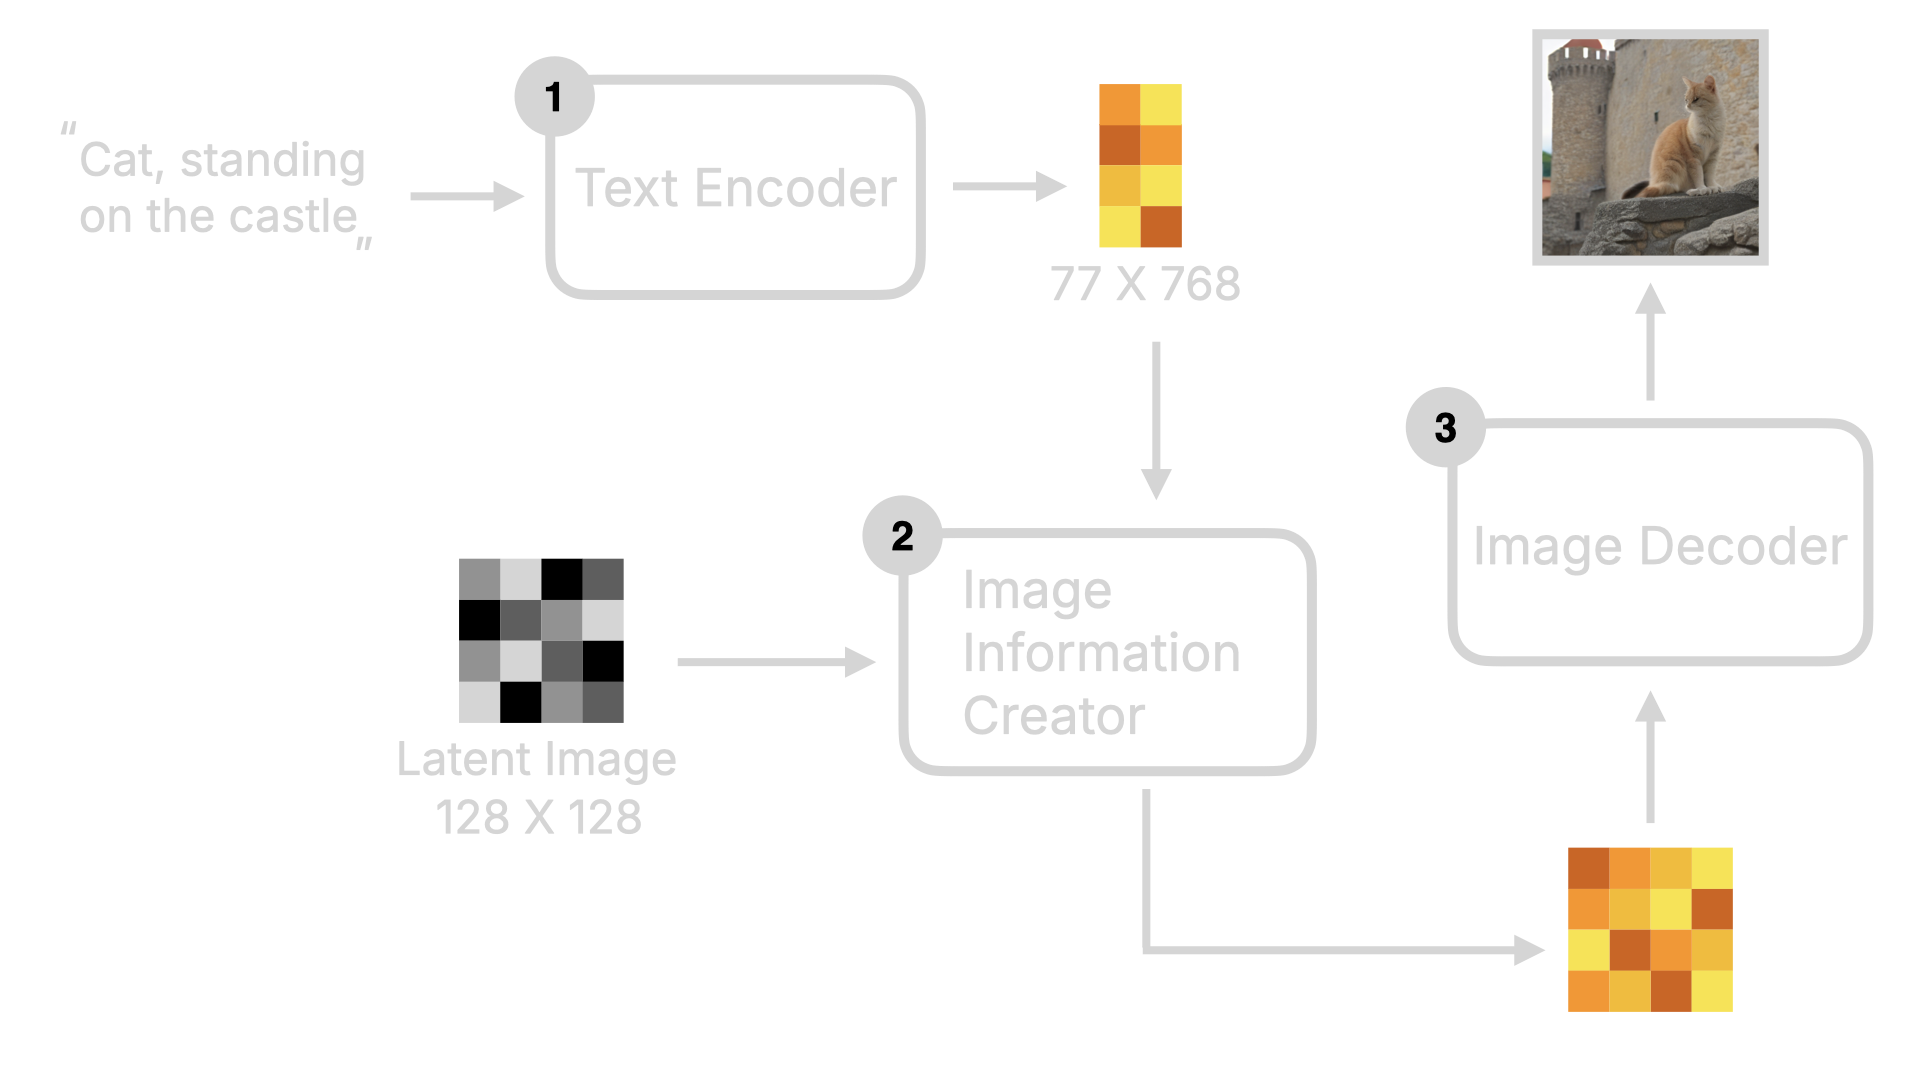 1
“Cat, standing
on the castle”
Text Encoder
77 X 768
2
Image
Information
Creator
Latent Image
128 X 128
3
Image Decoder